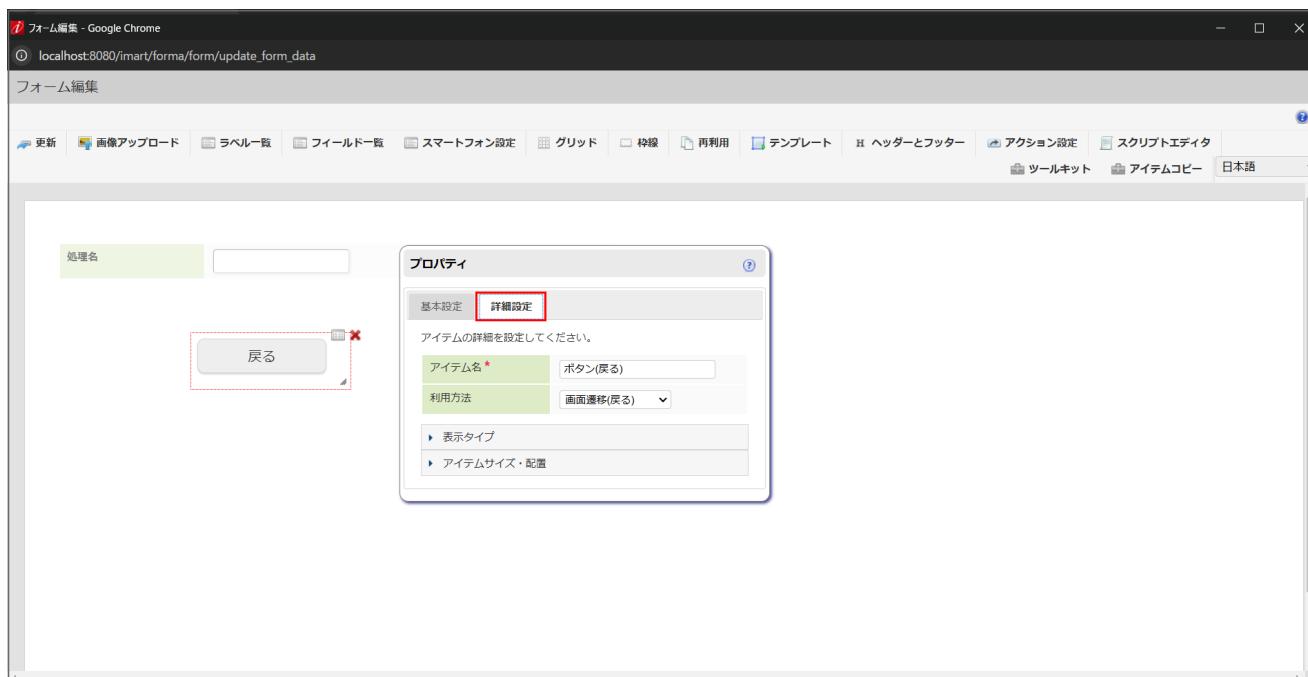 フォーム編集 - Google Chrome
localhost:8080/imart/forma/form/update_form_data
フォーム編集
更新 画像アップロード ラベル一覧 フィールド一覧 スマートフォン設定 グリッド 枠線 再利用 テンプレート H ヘッダーとフッター アクション設定 スクリプトエディタ
ツールキット アイテムコピー 日本語
処理名
戻る
プロパティ
基本設定 詳細設定
アイテムの詳細を設定してください。
アイテム名 * ボタン(戻る)
利用方法 画面遷移(戻る)
表示タイプ
アイテムサイズ・配置